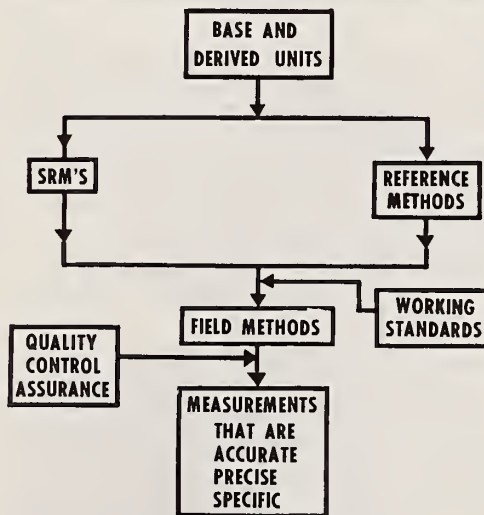 BASE AND
DERIVED UNITS
SRM'S
REFERENCE
METHODS
WORKING
STANDARDS
FIELD METHODS
QUALITY
CONTROL
ASSURANCE
MEASUREMENTS
THAT ARE
ACCURATE
PRECISE
SPECIFIC